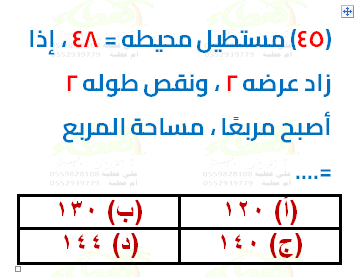 (٤٥) مستطيل محيطه = ٤٨ ، إذا
زاد عرضه ٢ ، ونقص طوله ٢
أصبح مربعًا ، مساحة المربع
=....
(أ) ١٢٠ (ب) ١٣٠
(ج) ١٤٠ (د) ١٤٤